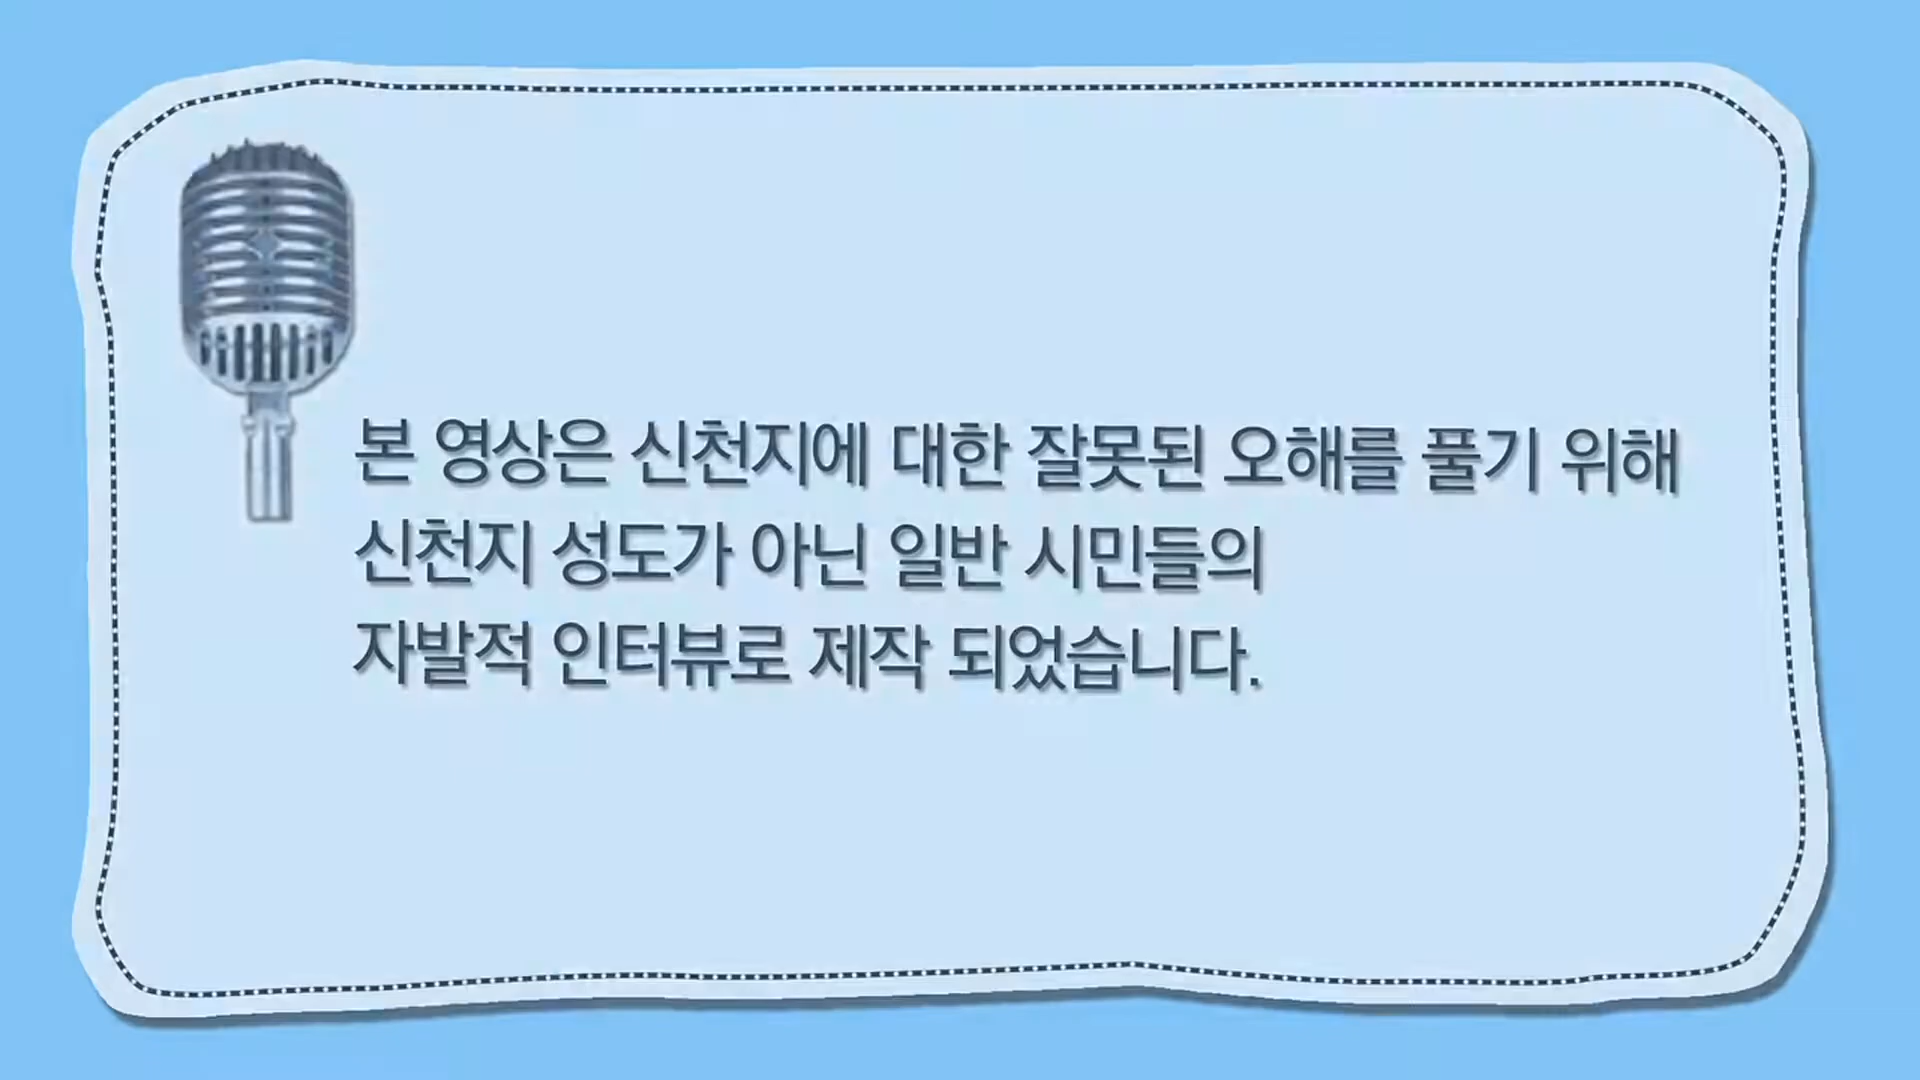 본 영상은 신천지에 대한 잘못된 오해를 풀기 위해
신천지 성도가 아닌 일반 시민들의
자발적 인터뷰로 제작 되었습니다.